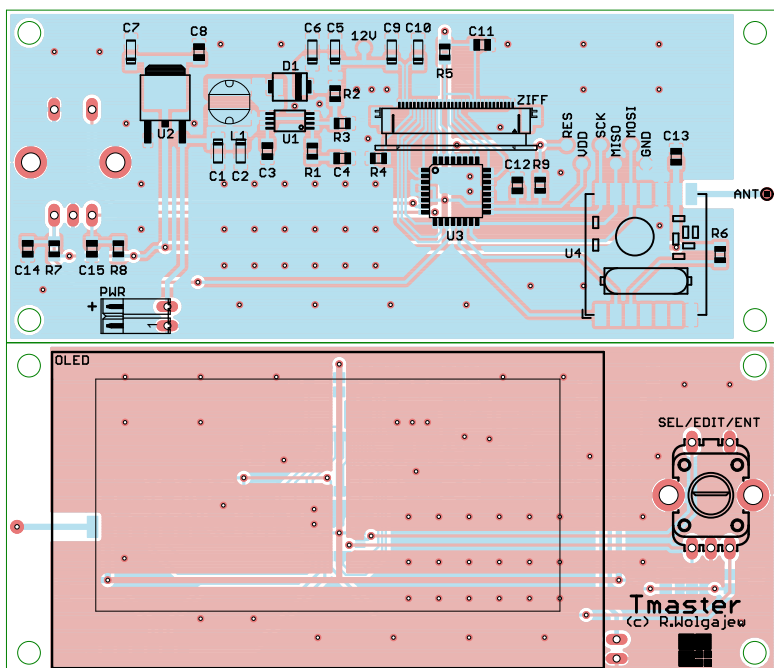 C7
C8
C6 C5
12V
C9 C10
C11
R5
D1
R2
ZIFF
U2
L1
U1
R3
RES
VDD
SCK
MISO
MOSI
GND
C13
C1 C2
C3
R1
C4
R4
C12 R9
ANT
U3
U4
R6
C14 R7
C15 R8
PWR
+
1
OLED
SEL/EDIT/ENT
Tmaster
(c) R.Wolgajew